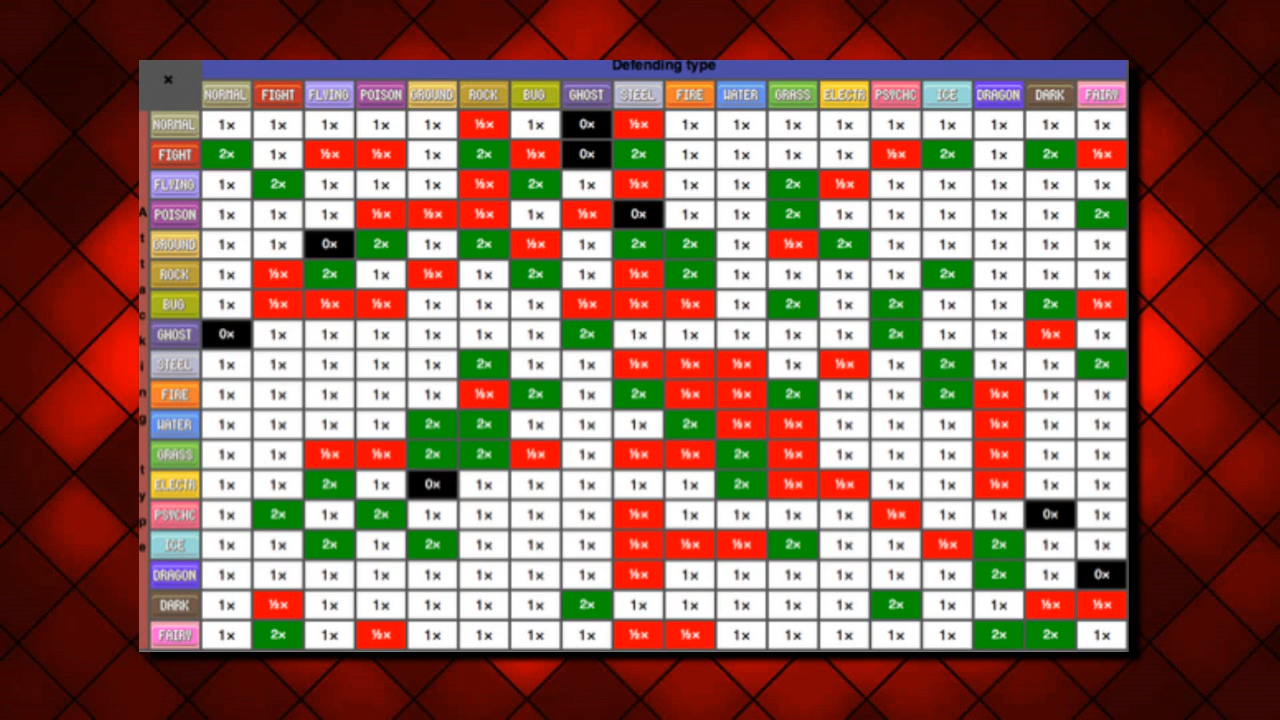 Defending type
×
NORMAL FIGHT FLYING POISON GROUND ROCK BUG GHOST STEEL FIRE WATER GRASS ELECTR PSYCHC ICE DRAGON DARK FAIRY
Attacking type
NORMAL 1× 1× 1× 1× 1× ½× 1× 0× ½× 1× 1× 1× 1× 1× 1× 1× 1× 1×
FIGHT 2× 1× ½× ½× 1× 2× ½× 0× 2× 1× 1× 1× 1× ½× 2× 1× 2× ½×
FLYING 1× 2× 1× 1× 1× ½× 2× 1× ½× 1× 1× 2× ½× 1× 1× 1× 1× 1×
POISON 1× 1× 1× ½× ½× ½× 1× ½× 0× 1× 1× 2× 1× 1× 1× 1× 1× 2×
GROUND 1× 1× 0× 2× 1× 2× ½× 1× 2× 2× 1× ½× 2× 1× 1× 1× 1× 1×
ROCK 1× ½× 2× 1× ½× 1× 2× 1× ½× 2× 1× 1× 1× 1× 2× 1× 1× 1×
BUG 1× ½× ½× ½× 1× 1× 1× ½× ½× ½× 1× 2× 1× 2× 1× 1× 2× ½×
GHOST 0× 1× 1× 1× 1× 1× 1× 2× 1× 1× 1× 1× 1× 2× 1× 1× ½× 1×
STEEL 1× 1× 1× 1× 1× 2× 1× 1× ½× ½× ½× 1× ½× 1× 2× 1× 1× 2×
FIRE 1× 1× 1× 1× 1× ½× 2× 1× 2× ½× ½× 2× 1× 1× 2× ½× 1× 1×
WATER 1× 1× 1× 1× 2× 2× 1× 1× 1× 2× ½× ½× 1× 1× 1× ½× 1× 1×
GRASS 1× 1× ½× ½× 2× 2× ½× 1× ½× ½× 2× ½× 1× 1× 1× ½× 1× 1×
ELECTR 1× 1× 2× 1× 0× 1× 1× 1× 1× 1× 2× ½× ½× 1× 1× ½× 1× 1×
PSYCHC 1× 2× 1× 2× 1× 1× 1× 1× ½× 1× 1× 1× 1× ½× 1× 1× 0× 1×
ICE 1× 1× 2× 1× 2× 1× 1× 1× ½× ½× ½× 2× 1× 1× ½× 2× 1× 1×
DRAGON 1× 1× 1× 1× 1× 1× 1× 1× ½× 1× 1× 1× 1× 1× 1× 2× 1× 0×
DARK 1× ½× 1× 1× 1× 1× 1× 2× 1× 1× 1× 1× 1× 2× 1× 1× ½× ½×
FAIRY 1× 2× 1× ½× 1× 1× 1× 1× ½× ½× 1× 1× 1× 1× 1× 2× 2× 1×